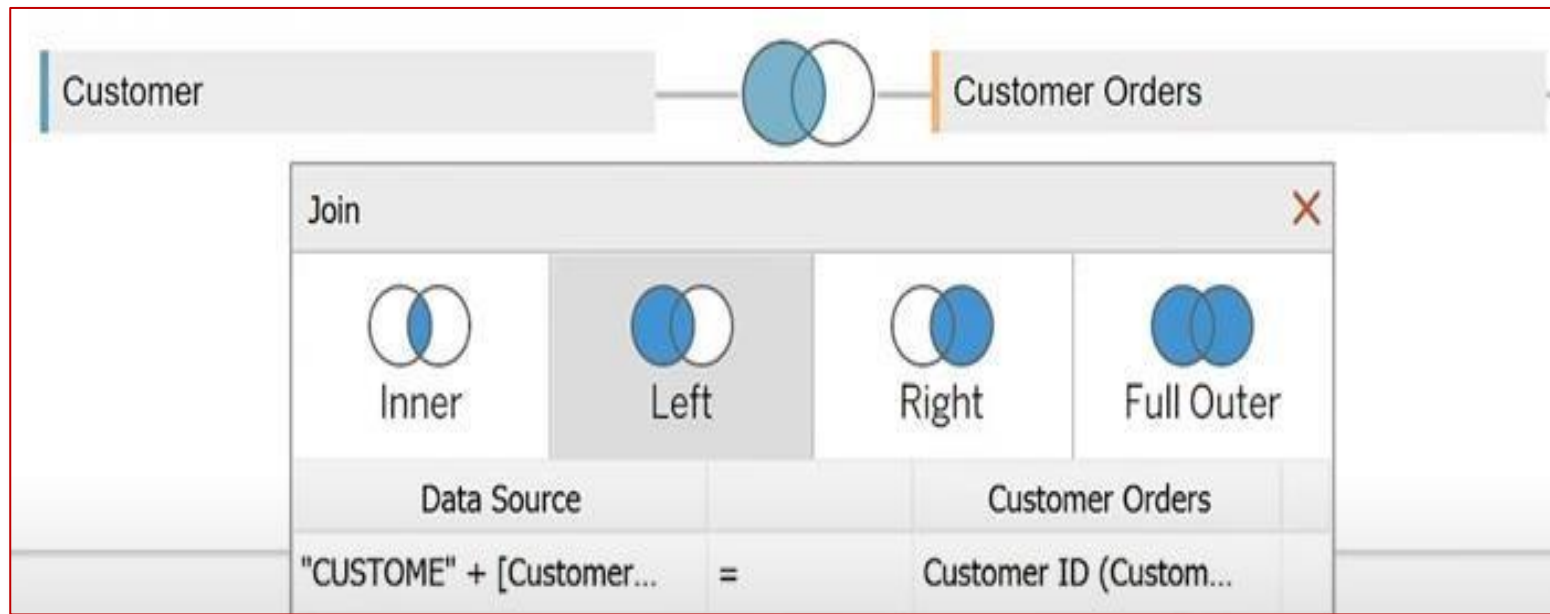 Customer
Customer Orders
Join
Inner Left Right Full Outer
Data Source Customer Orders
"CUSTOME" + [Customer... = Customer ID (Custom...